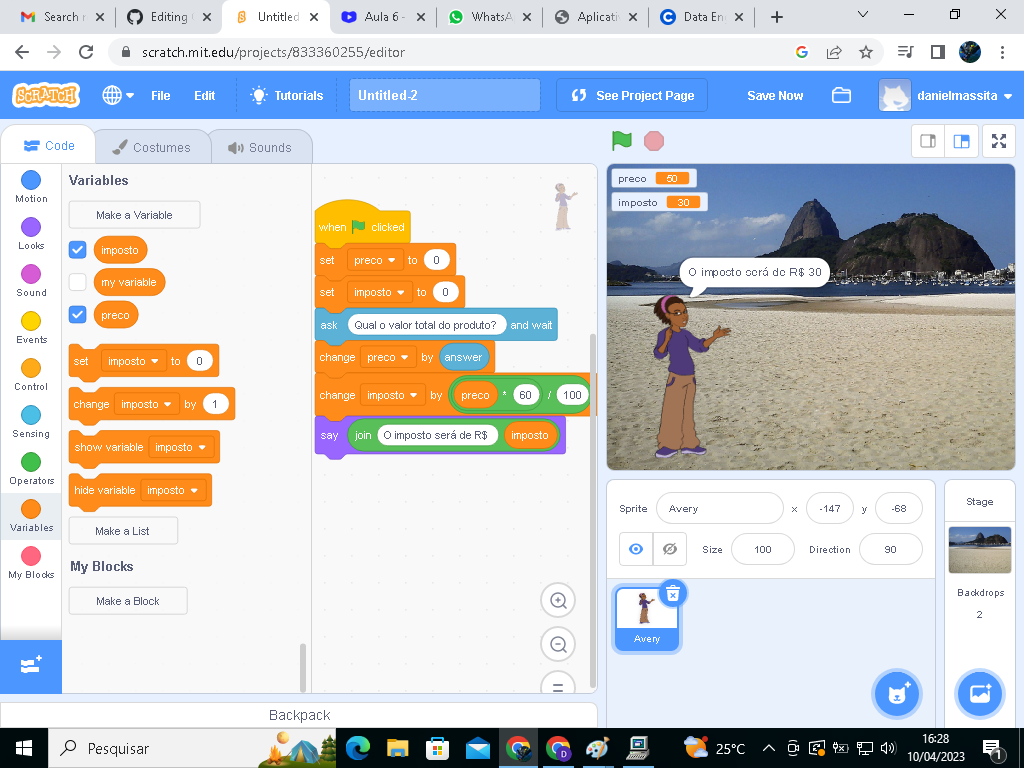 Search r
Editing
Untitled
Aula 6 -
WhatsA
Aplicati
Data En
scratch.mit.edu/projects/833360255/editor
SCRATCH
File
Edit
Tutorials
Untitled-2
See Project Page
Save Now
danielmassita
Code
Costumes
Sounds
Motion
Looks
Sound
Events
Control
Sensing
Operators
Variables
My Blocks
Variables
Make a Variable
imposto
my variable
preco
set imposto to 0
change imposto by 1
show variable imposto
hide variable imposto
Make a List
My Blocks
Make a Block
when clicked
set preco to 0
set imposto to 0
ask Qual o valor total do produto? and wait
change preco by answer
change imposto by preco * 60 / 100
say join O imposto será de R$ imposto
preco 50
imposto 30
O imposto será de R$ 30
Sprite Avery x -147 y -68
Size 100 Direction 90
Avery
Stage
Backdrops
2
Backpack
Pesquisar
25°C
16:28
10/04/2023
1